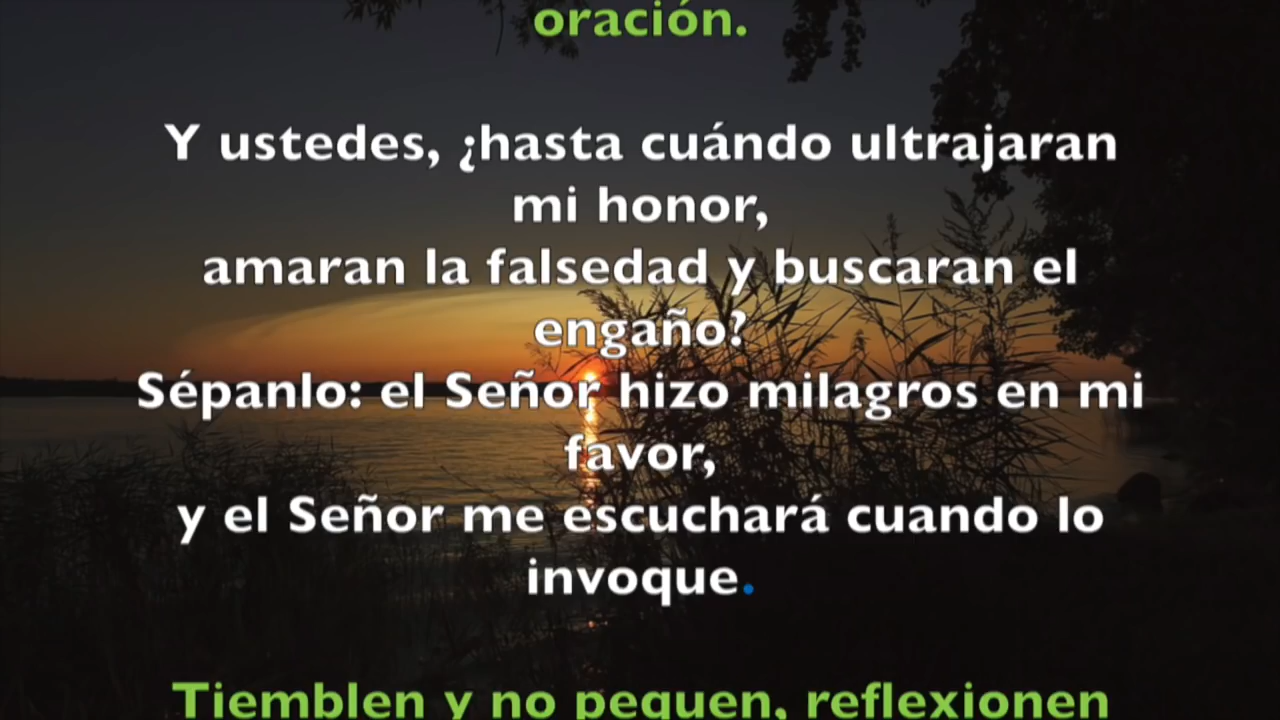 oración.
Y ustedes, ¿hasta cuándo ultrajaran
mi honor,
amaran la falsedad y buscaran el
engaño?
Sépanlo: el Señor hizo milagros en mi
favor,
y el Señor me escuchará cuando lo
invoque.
Tiemblen y no pequen, reflexionen